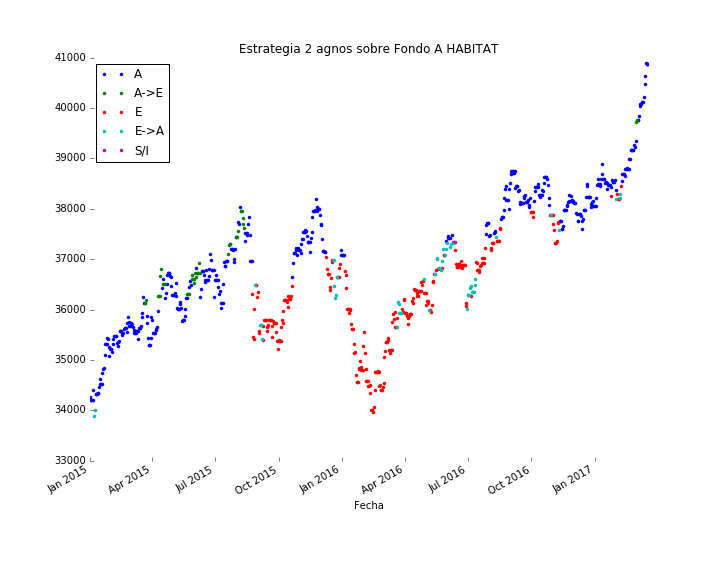 Estrategia 2 agnos sobre Fondo A HABITAT
41000
40000
39000
38000
37000
36000
35000
34000
33000
A
A->E
E
E->A
S/I
Jan 2015
Apr 2015
Jul 2015
Oct 2015
Jan 2016
Apr 2016
Jul 2016
Oct 2016
Jan 2017
Fecha